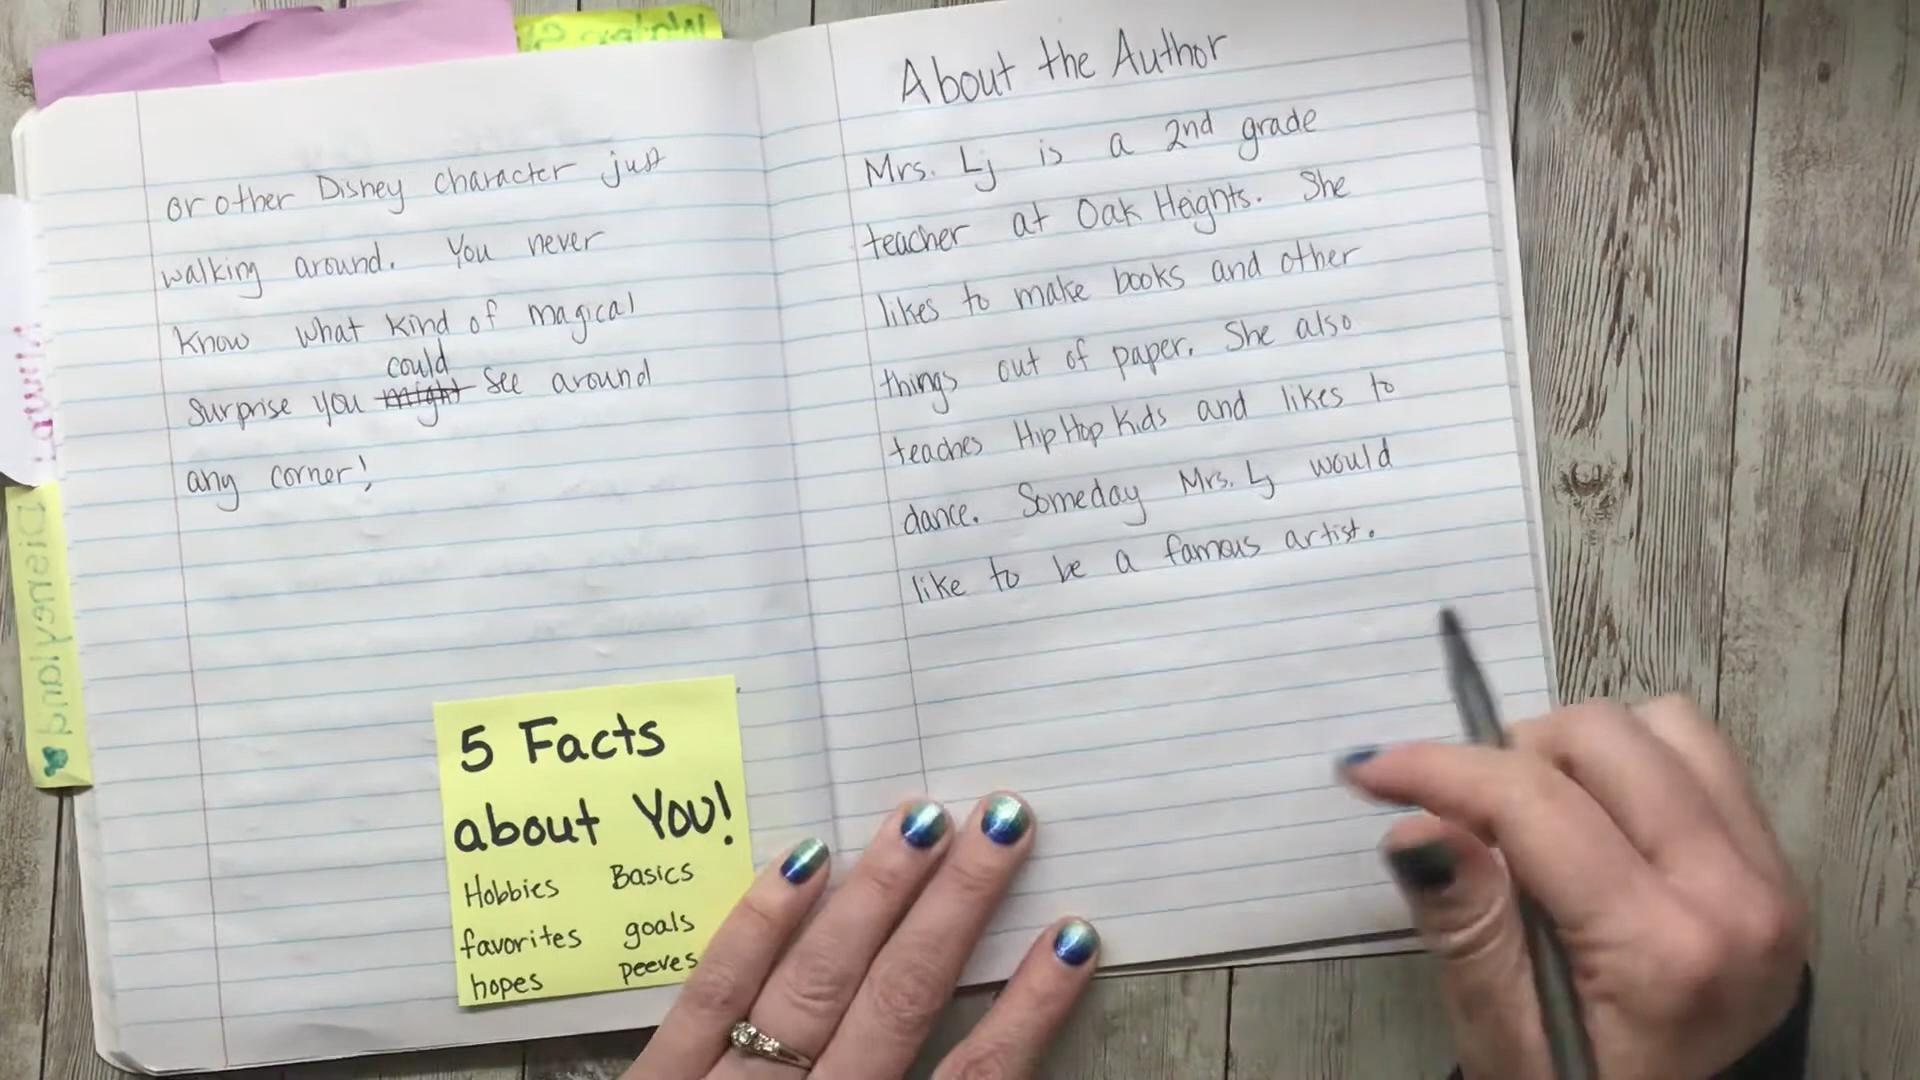 or other Disney character just
walking around. You never
know what kind of magical
could
surprise you might see around
any corner!
About the Author
Mrs. Lj is a 2nd grade
teacher at Oak Heights. She
likes to make books and other
things out of paper. She also
teaches Hip Hop Kids and likes to
dance. Someday Mrs. Lj would
like to be a famous artist.
5 Facts
about You!
Hobbies Basics
favorites goals
hopes peeves
Disneyland